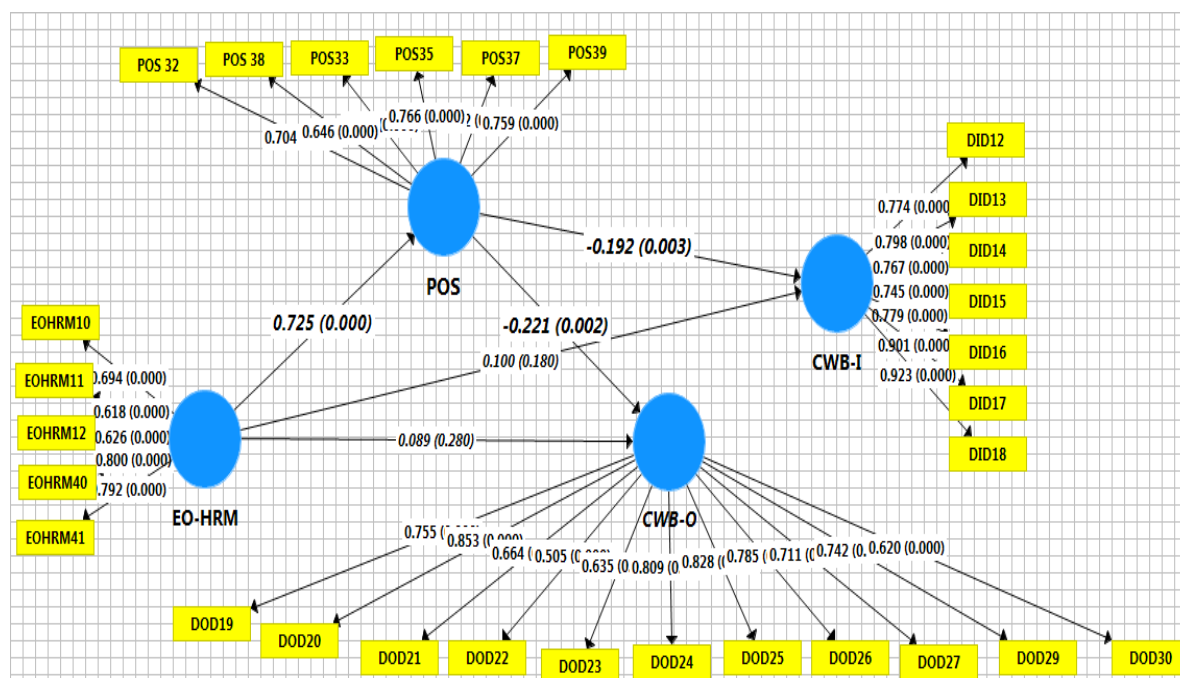 POS 32
POS 38
POS33
POS35
POS37
POS39
0.704
0.646 (0.000)
0.766 (0.000)
0.759 (0.000)
POS
DID12
DID13
DID14
DID15
DID16
DID17
DID18
0.774 (0.000
0.798 (0.000)
0.767 (0.000)
0.745 (0.000)
0.779 (0.000)
0.901 (0.000
0.923 (0.000)
CWB-I
-0.192 (0.003)
0.725 (0.000)
-0.221 (0.002)
0.100 (0.180)
0.089 (0.280)
EOHRM10
EOHRM11
EOHRM12
EOHRM40
EOHRM41
0.694 (0.000)
0.618 (0.000)
0.626 (0.000)
0.800 (0.000)
0.792 (0.000)
EO-HRM
CWB-O
0.755 (
0.853 (0.000)
0.664 (
0.505 (0.000)
0.635 (
0.809 (0
0.828 (
0.785 (
0.711 (
0.742 (
0.620 (0.000)
DOD19
DOD20
DOD21
DOD22
DOD23
DOD24
DOD25
DOD26
DOD27
DOD29
DOD30